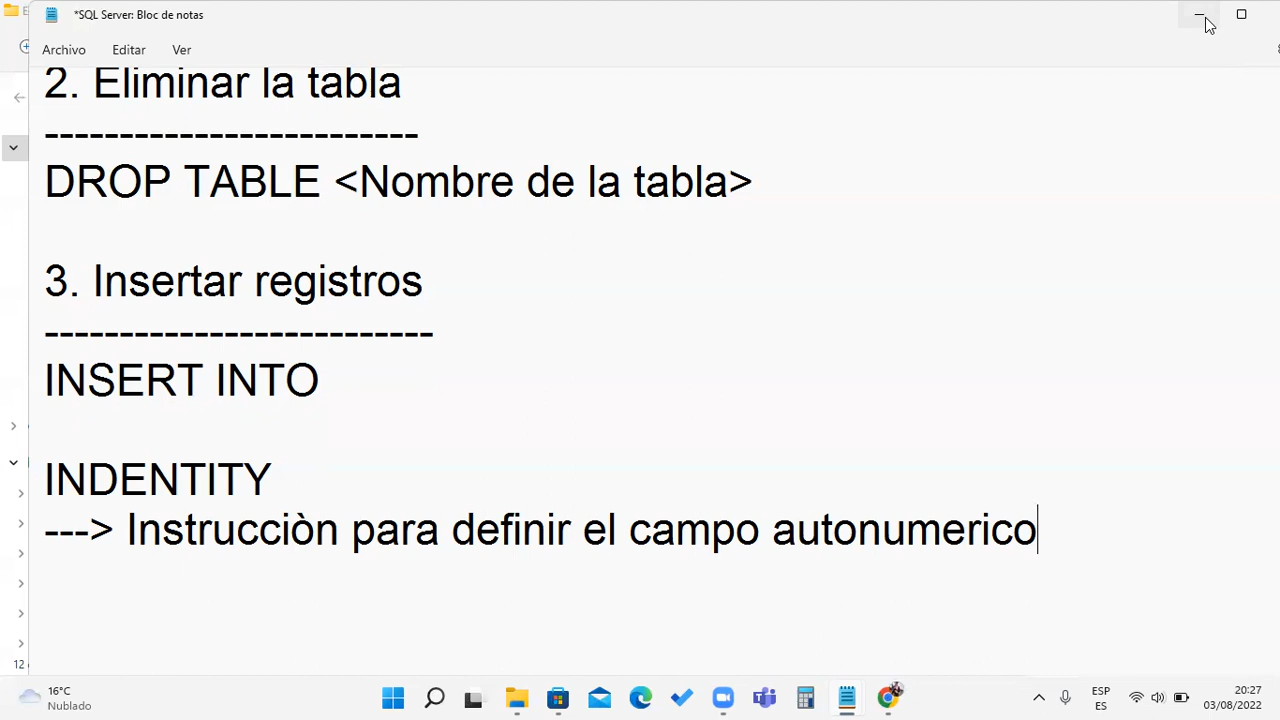 *SQL Server: Bloc de notas
Archivo Editar Ver
2. Eliminar la tabla
-------------------------
DROP TABLE <Nombre de la tabla>
3. Insertar registros
--------------------------
INSERT INTO
INDENTITY
---> Instrucciòn para definir el campo autonumerico
12
16°C
Nublado
ESP
ES
20:27
03/08/2022